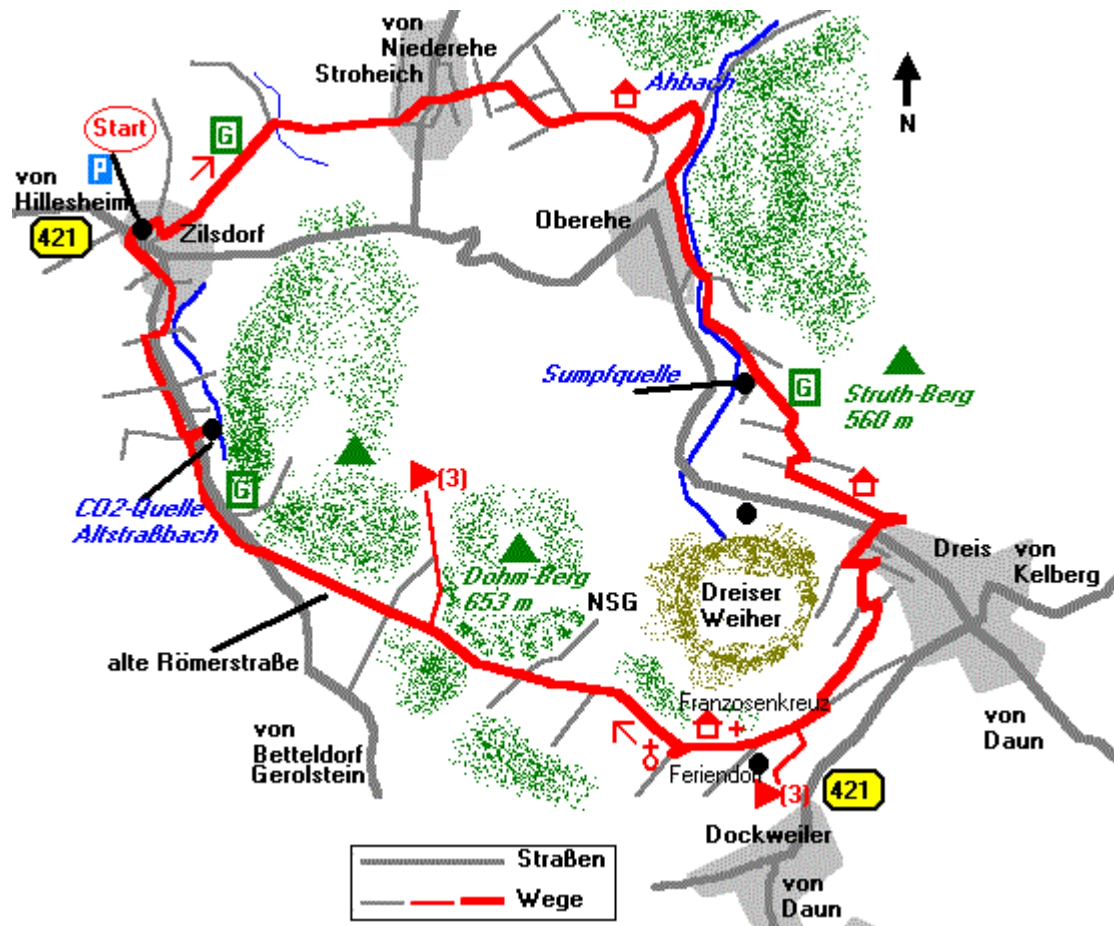 von
Niederehe
Stroheich
Ahbach
N
Start
G
P
von
Hillesheim
421
Zilsdorf
Oberehe
Sumpfquelle
G
Struth-Berg
560 m
(3)
G
CO2-Quelle
Altstraßbach
Dohm-Berg
653 m
NSG
Dreiser
Weiher
Dreis
von
Kelberg
alte Römerstraße
von
Betteldorf
Gerolstein
Franzosenkreuz
Feriendorf
(3)
421
von
Daun
Dockweiler
von
Daun
Straßen
Wege